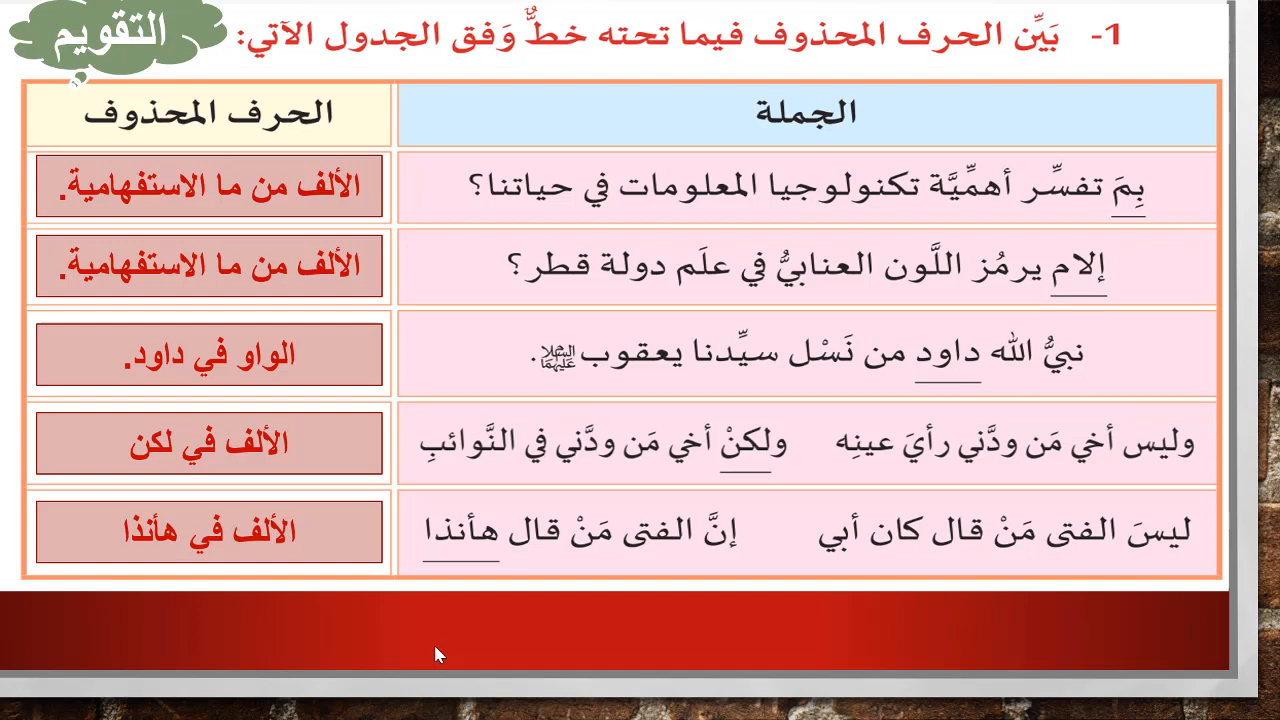 التقويم
1- بَيِّن الحرف المحذوف فيما تحته خطٌّ وَفق الجدول الآتي:
الجملة	الحرف المحذوف
بِمَ تفسِّر أهمِّيَّة تكنولوجيا المعلومات في حياتنا؟	الألف من ما الاستفهامية.
إلام يرمُز اللَّون العنابيُّ في علَم دولة قطر؟	الألف من ما الاستفهامية.
نبيُّ الله داود من نَسْل سيِّدنا يعقوب عليهما السلام.	الواو في داود.
وليس أخي مَن ودَّني رأيَ عينِه	ولكنْ أخي مَن ودَّني في النَّوائبِ	الألف في لكن
ليسَ الفتى مَنْ قال كان أبي	إنَّ الفتى مَنْ قال هأنذا	الألف في هأنذا